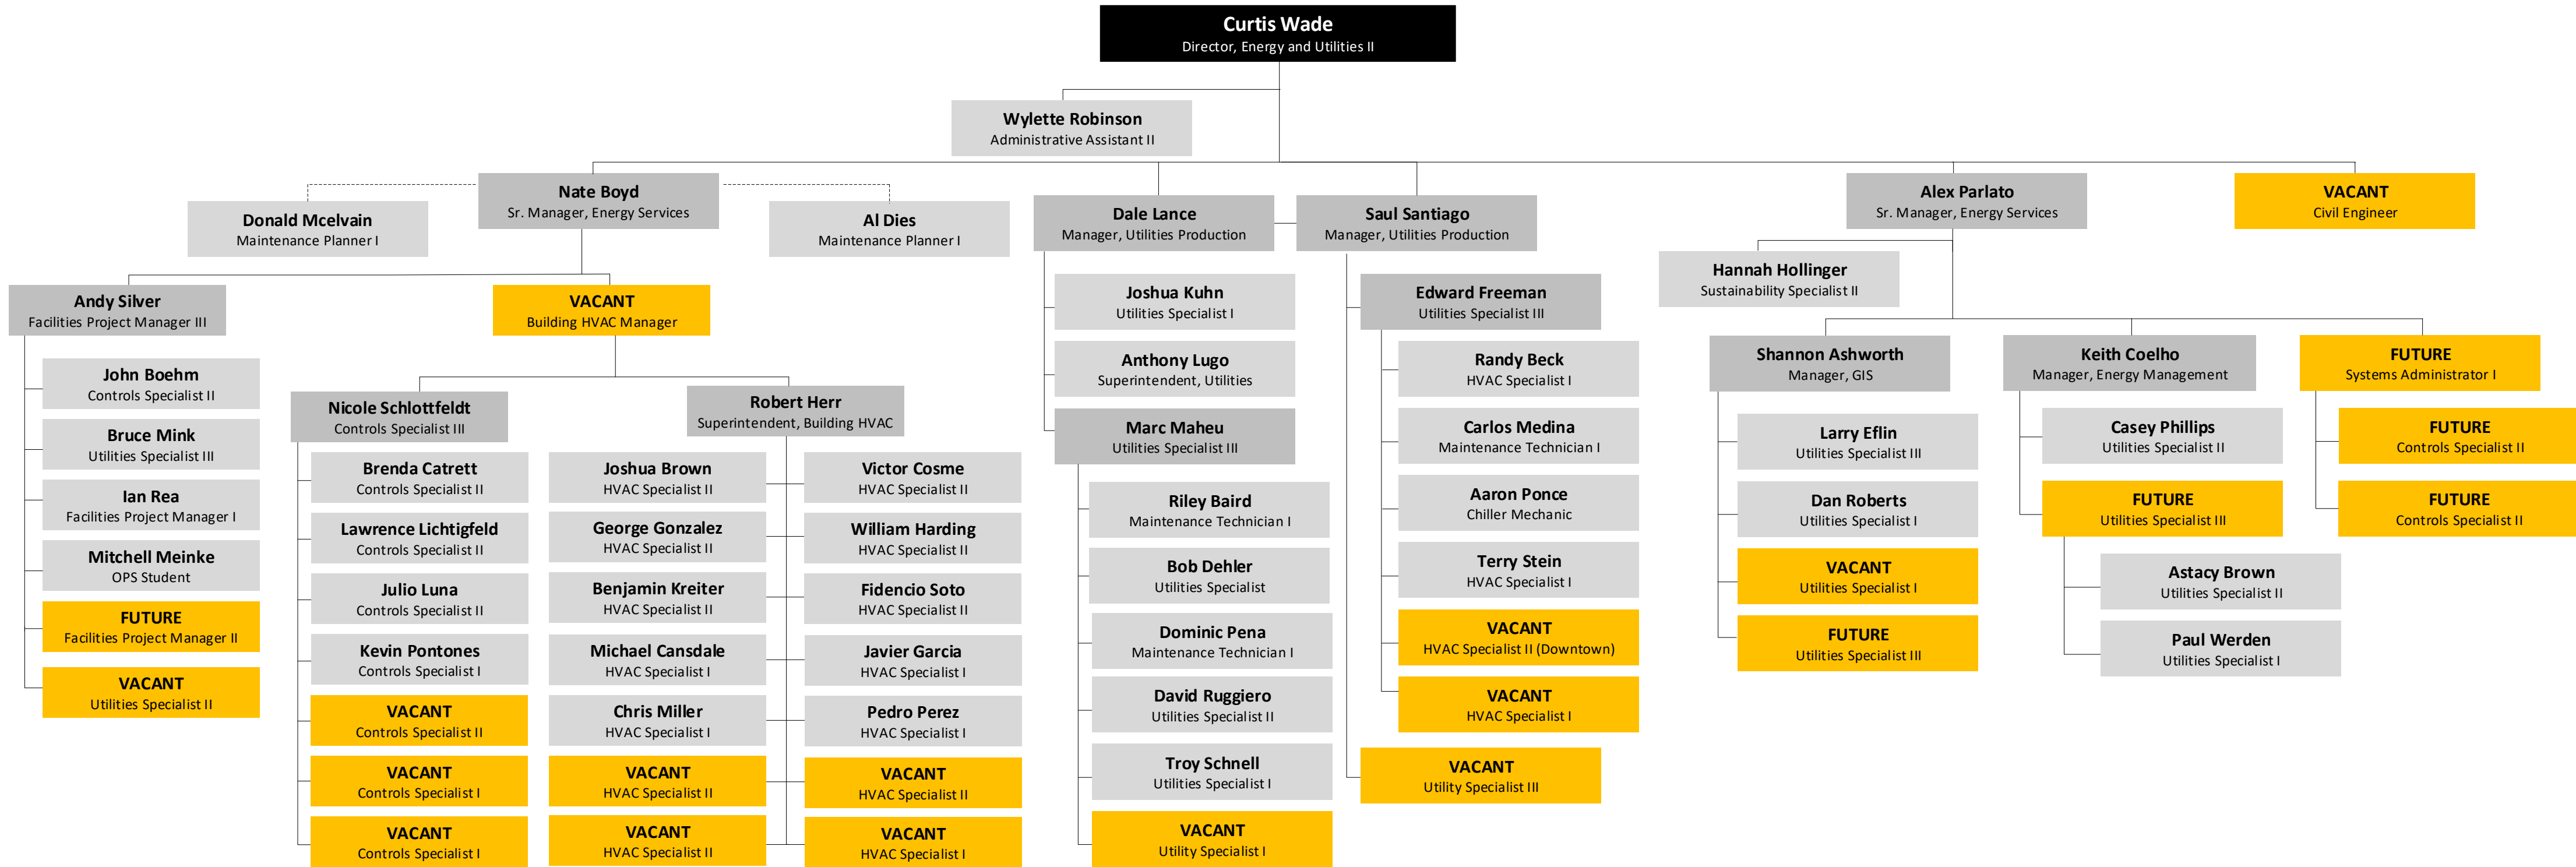 Curtis Wade
Director, Energy and Utilities II
Wylette Robinson
Administrative Assistant II
Nate Boyd
Sr. Manager, Energy Services
Donald Mcelvain
Maintenance Planner I
Al Dies
Maintenance Planner I
Andy Silver
Facilities Project Manager III
John Boehm
Controls Specialist II
Bruce Mink
Utilities Specialist III
Ian Rea
Facilities Project Manager I
Mitchell Meinke
OPS Student
FUTURE
Facilities Project Manager II
VACANT
Utilities Specialist II
VACANT
Building HVAC Manager
Nicole Schlottfeldt
Controls Specialist III
Brenda Catrett
Controls Specialist II
Lawrence Lichtigfeld
Controls Specialist II
Julio Luna
Controls Specialist II
Kevin Pontones
Controls Specialist I
VACANT
Controls Specialist II
VACANT
Controls Specialist I
VACANT
Controls Specialist I
Robert Herr
Superintendent, Building HVAC
Joshua Brown
HVAC Specialist II
George Gonzalez
HVAC Specialist II
Benjamin Kreiter
HVAC Specialist II
Michael Cansdale
HVAC Specialist I
Chris Miller
HVAC Specialist I
VACANT
HVAC Specialist II
VACANT
HVAC Specialist II
Victor Cosme
HVAC Specialist II
William Harding
HVAC Specialist II
Fidencio Soto
HVAC Specialist II
Javier Garcia
HVAC Specialist I
Pedro Perez
HVAC Specialist I
VACANT
HVAC Specialist II
VACANT
HVAC Specialist I
Dale Lance
Manager, Utilities Production
Joshua Kuhn
Utilities Specialist I
Anthony Lugo
Superintendent, Utilities
Marc Maheu
Utilities Specialist III
Riley Baird
Maintenance Technician I
Bob Dehler
Utilities Specialist
Dominic Pena
Maintenance Technician I
David Ruggiero
Utilities Specialist II
Troy Schnell
Utilities Specialist I
VACANT
Utility Specialist I
Saul Santiago
Manager, Utilities Production
Edward Freeman
Utilities Specialist III
Randy Beck
HVAC Specialist I
Carlos Medina
Maintenance Technician I
Aaron Ponce
Chiller Mechanic
Terry Stein
HVAC Specialist I
VACANT
HVAC Specialist II (Downtown)
VACANT
HVAC Specialist I
VACANT
Utility Specialist III
Alex Parlato
Sr. Manager, Energy Services
Hannah Hollinger
Sustainability Specialist II
Shannon Ashworth
Manager, GIS
Larry Eflin
Utilities Specialist III
Dan Roberts
Utilities Specialist I
VACANT
Utilities Specialist I
FUTURE
Utilities Specialist III
Keith Coelho
Manager, Energy Management
Casey Phillips
Utilities Specialist II
FUTURE
Utilities Specialist III
Astacy Brown
Utilities Specialist II
Paul Werden
Utilities Specialist I
FUTURE
Systems Administrator I
FUTURE
Controls Specialist II
FUTURE
Controls Specialist II
VACANT
Civil Engineer